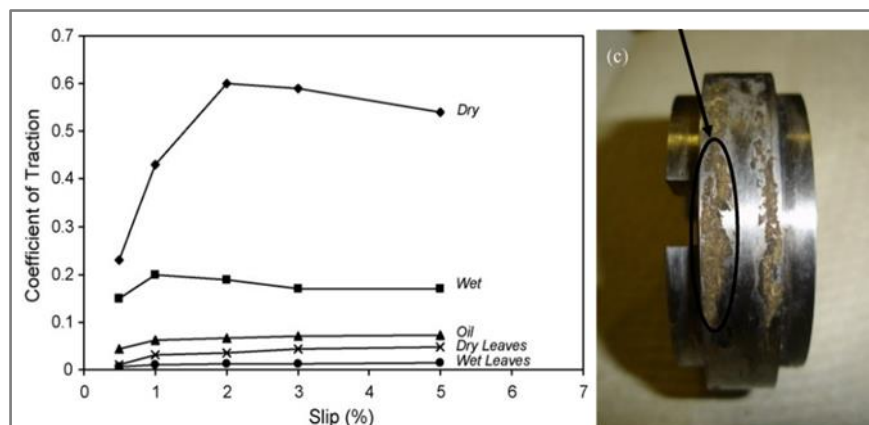 0.7
0.6
0.5
0.4
0.3
0.2
0.1
0
Coefficient of Traction
Dry
Wet
Oil
Dry Leaves
Wet Leaves
0 1 2 3 4 5 6 7
Slip (%)
(c)